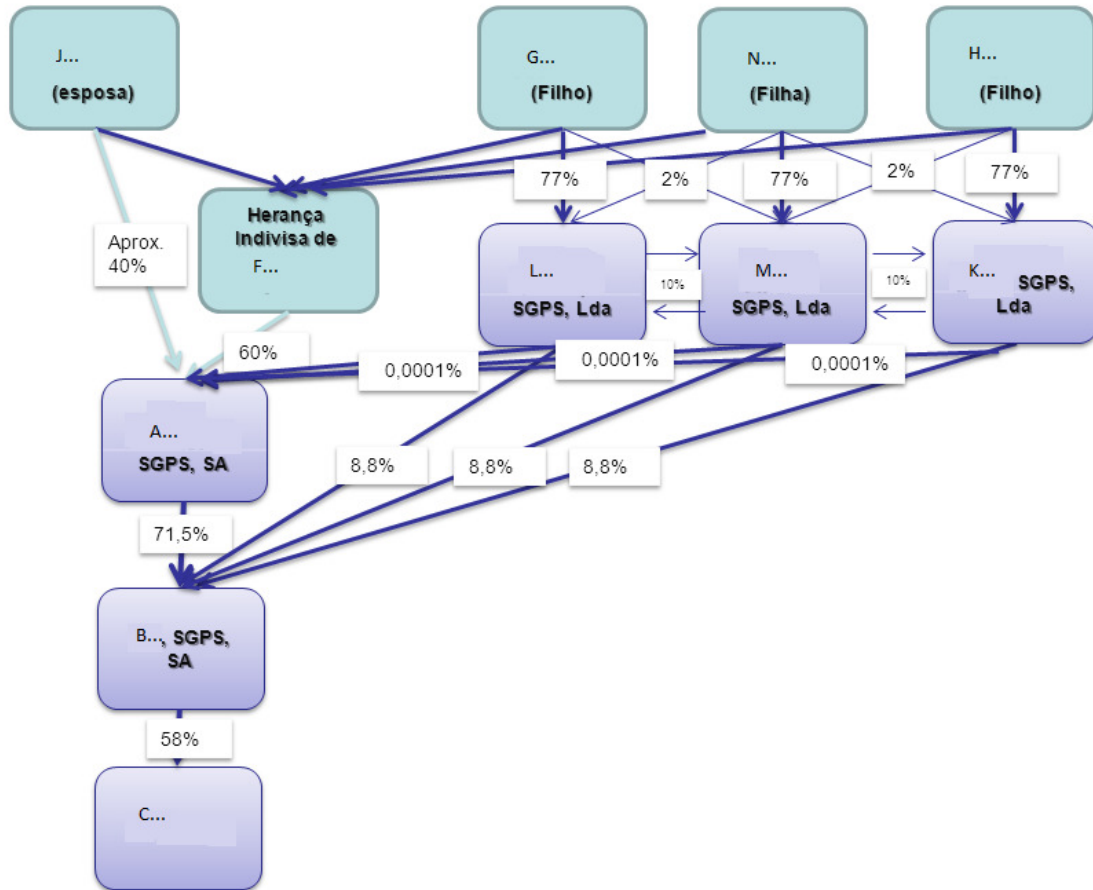 J...
(esposa)
G...
(Filho)
N...
(Filha)
H...
(Filho)
77%
2%
77%
2%
77%
Herança
Indivisa de
F...
Aprox.
40%
L...
SGPS, Lda
10%
M...
SGPS, Lda
10%
K... SGPS,
Lda
60%
0,0001%
0,0001%
0,0001%
A...
SGPS, SA
8,8%
8,8%
8,8%
71,5%
B..., SGPS,
SA
58%
C...